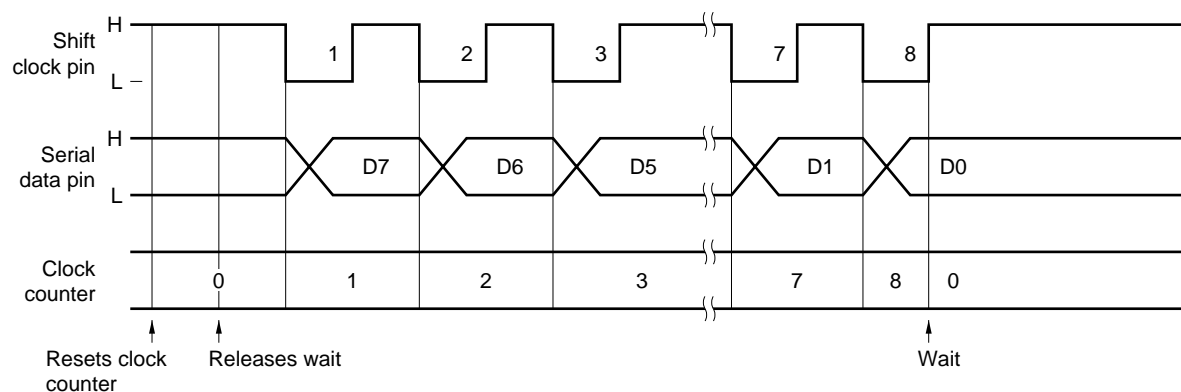 H
Shift
clock pin
1 2 3 7 8
L
H
Serial
data pin
D7 D6 D5 D1 D0
L
Clock
counter
0 1 2 3 7 8 0
Resets clock
counter
Releases wait
Wait